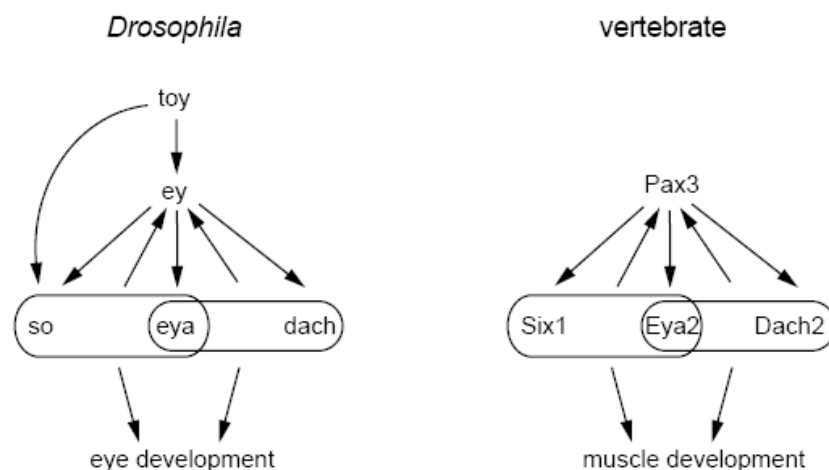 Drosophila
toy
ey
so eya dach
eye development
vertebrate
Pax3
Six1 Eya2 Dach2
muscle development